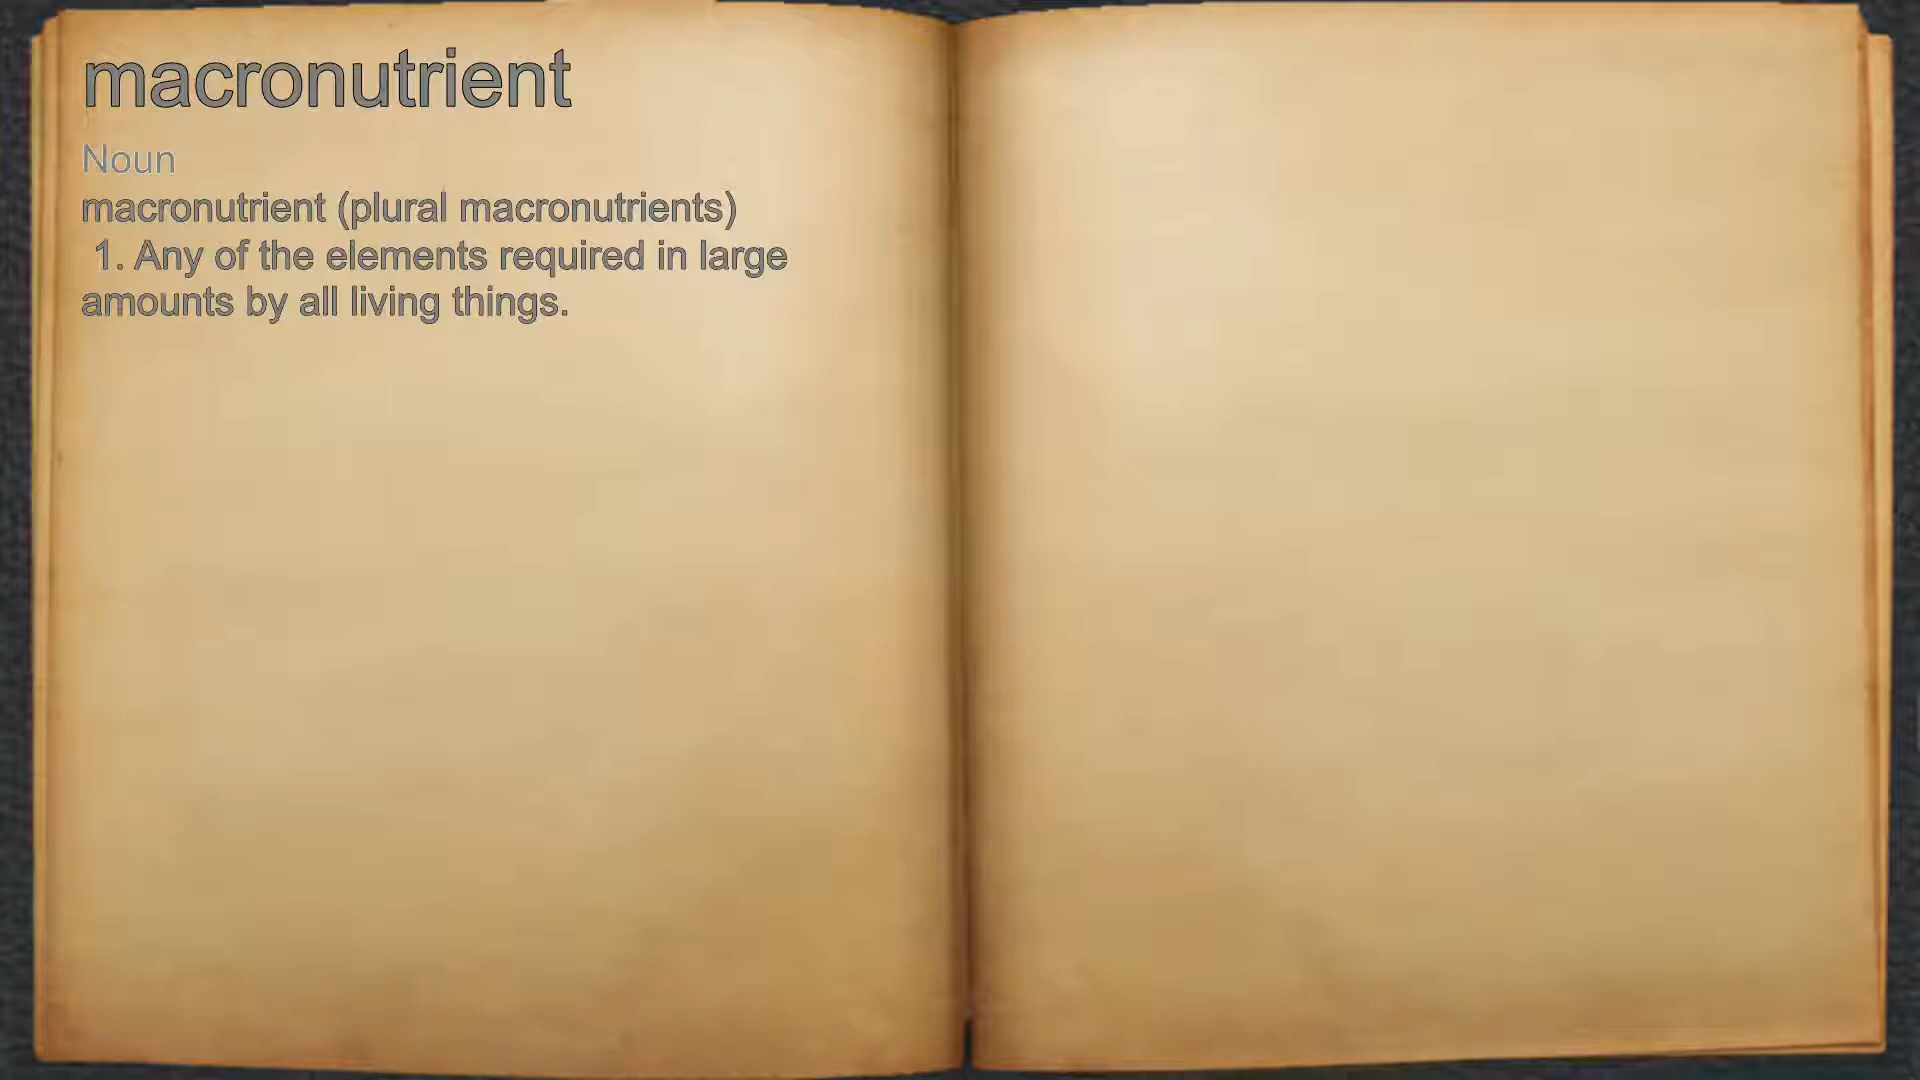 macronutrient
Noun
macronutrient (plural macronutrients)
1. Any of the elements required in large
amounts by all living things.